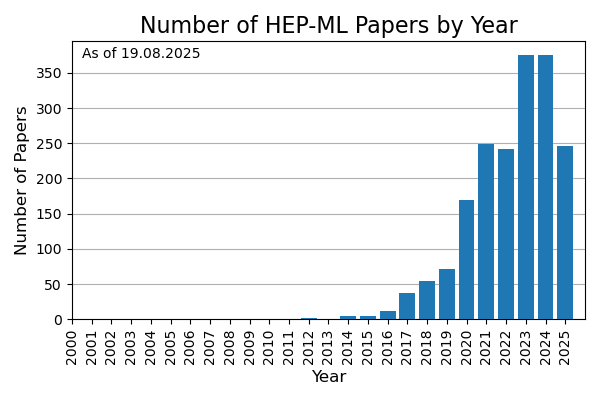 Number of HEP-ML Papers by Year
As of 19.08.2025
Number of Papers
350
300
250
200
150
100
50
0
2000 2001 2002 2003 2004 2005 2006 2007 2008 2009 2010 2011 2012 2013 2014 2015 2016 2017 2018 2019 2020 2021 2022 2023 2024 2025
Year